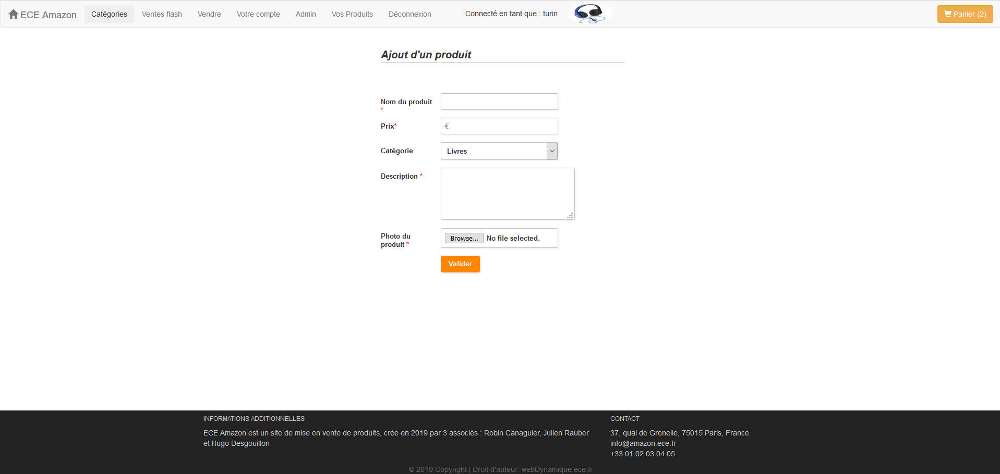 ECE Amazon Catégories Ventes flash Vendre Votre compte Admin Vos Produits Déconnexion Connecté en tant que : turin Panier (2)
Ajout d'un produit
Nom du produit
*
Prix*
€
Catégorie
Livres
Description *
Photo du
produit *
Browse... No file selected.
Valider
INFORMATIONS ADDITIONNELLES
ECE Amazon est un site de mise en vente de produits, crée en 2019 par 3 associés : Robin Canaguier, Julien Rauber
et Hugo Desgouillon
CONTACT
37, quai de Grenelle, 75015 Paris, France
info@amazon.ece.fr
+33 01 02 03 04 05
© 2019 Copyright | Droit d'auteur: webDynamique.ece.fr